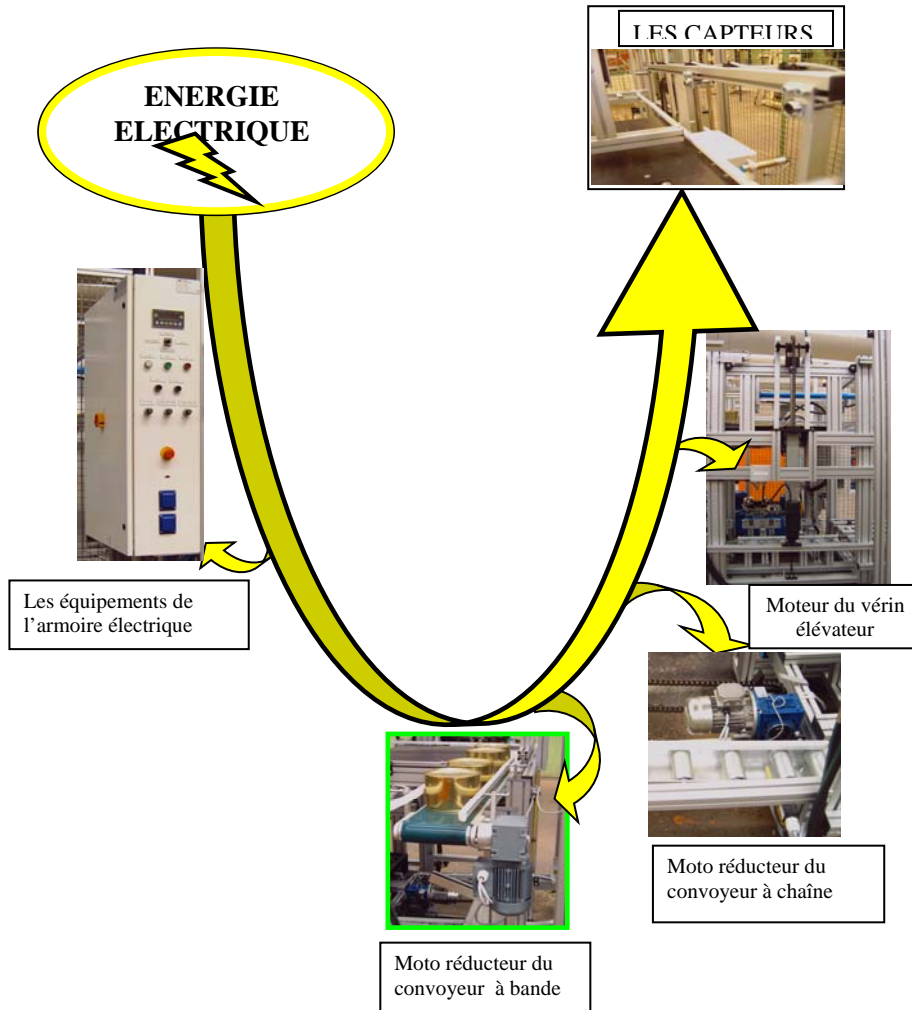 ENERGIE
ELECTRIQUE
LES CAPTEURS
Les équipements de
l’armoire électrique
Moteur du vérin
élévateur
Moto réducteur du
convoyeur à chaîne
Moto réducteur du
convoyeur à bande